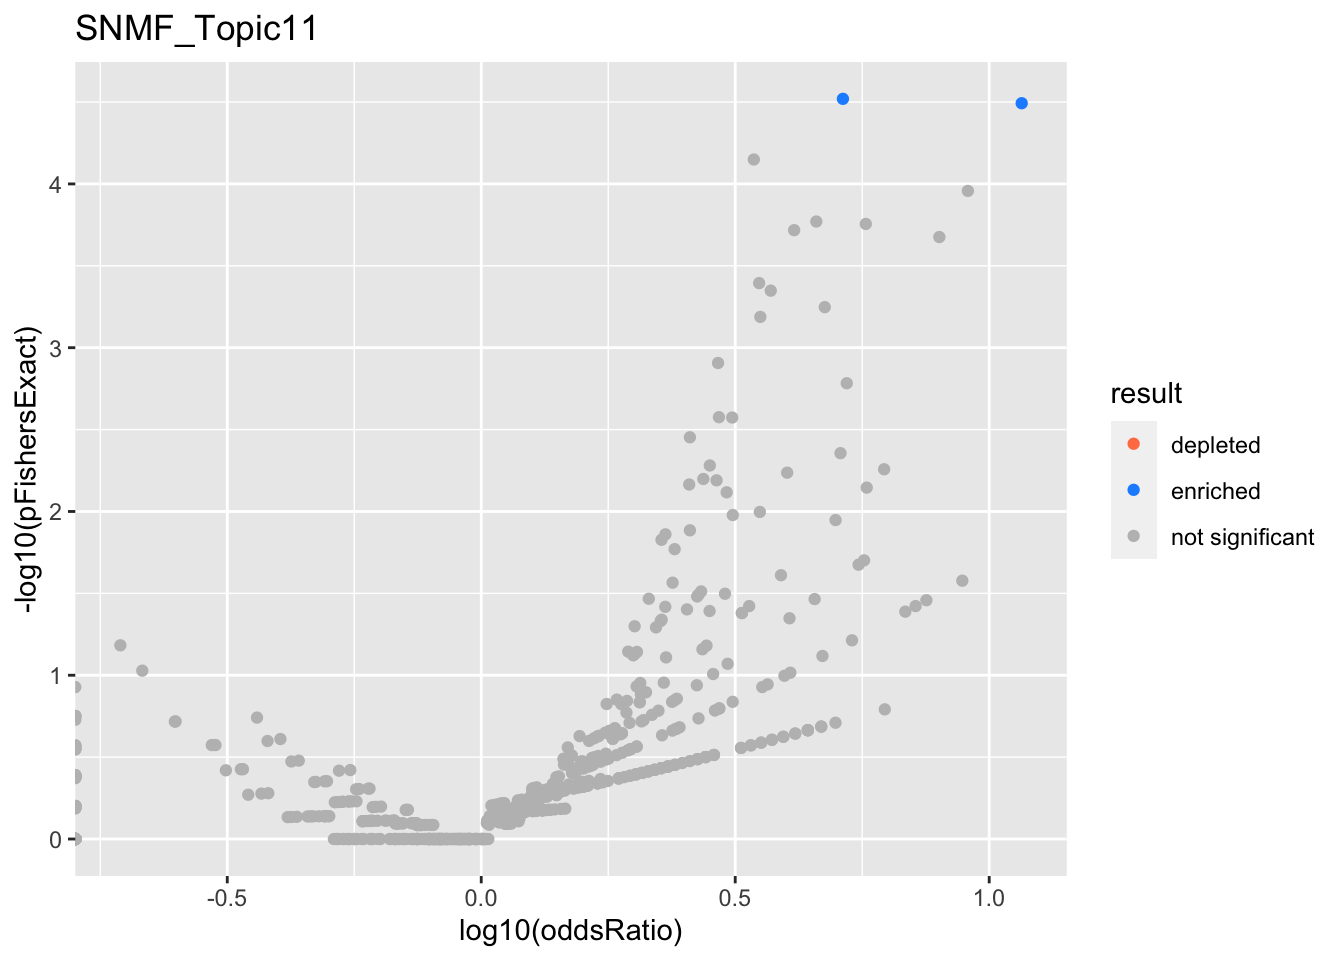 SNMF_Topic11
4
3
2
1
0
-log10(pFishersExact)
-0.5
0.0
0.5
1.0
log10(oddsRatio)
result
depleted
enriched
not significant